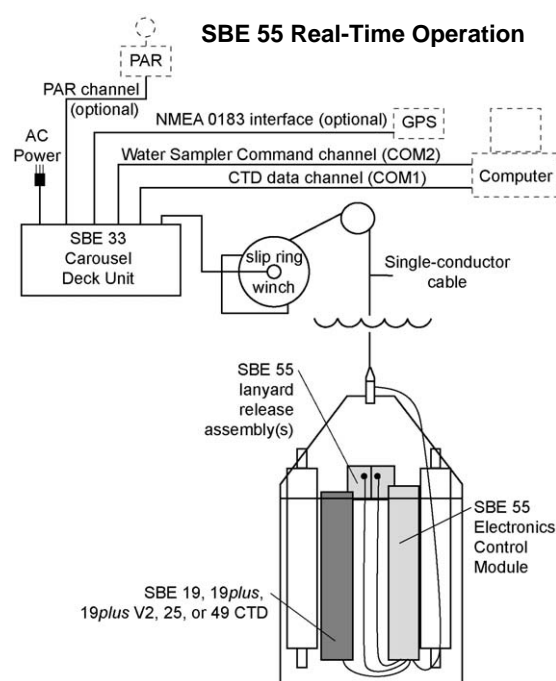 SBE 55 Real-Time Operation
PAR
PAR channel
(optional)
NMEA 0183 interface (optional)
GPS
AC
Power
Water Sampler Command channel (COM2)
CTD data channel (COM1)
Computer
SBE 33
Carousel
Deck Unit
slip ring
winch
Single-conductor
cable
SBE 55
lanyard
release
assembly(s)
SBE 55
Electronics
Control
Module
SBE 19, 19plus,
19plus V2, 25, or 49 CTD